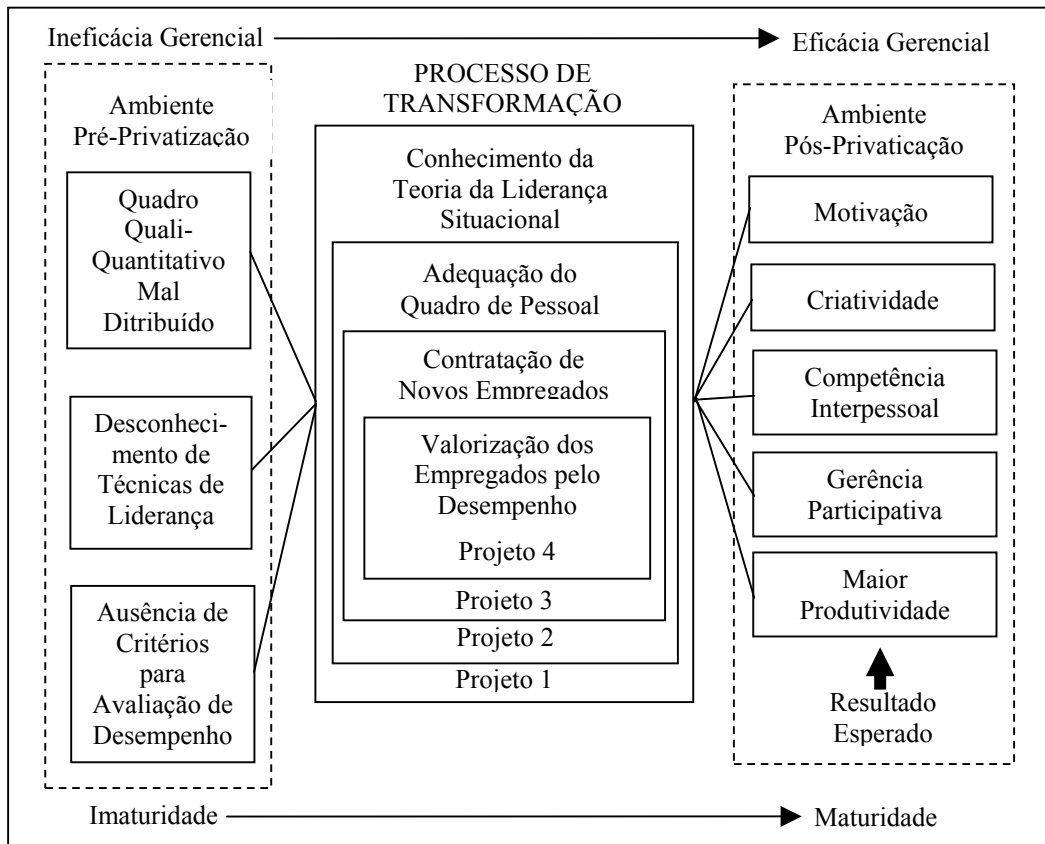 Ineficácia Gerencial
Eficácia Gerencial
Ambiente
Pré-Privatização
Quadro
Quali-
Quantitativo
Mal
Ditribuído
Desconheci-
mento de
Técnicas de
Liderança
Ausência de
Critérios
para
Avaliação de
Desempenho
PROCESSO DE
TRANSFORMAÇÃO
Conhecimento da
Teoria da Liderança
Situacional
Adequação do
Quadro de Pessoal
Contratação de
Novos Empregados
Valorização dos
Empregados pelo
Desempenho
Projeto 4
Projeto 3
Projeto 2
Projeto 1
Ambiente
Pós-Privaticação
Motivação
Criatividade
Competência
Interpessoal
Gerência
Participativa
Maior
Produtividade
Resultado
Esperado
Imaturidade
Maturidade